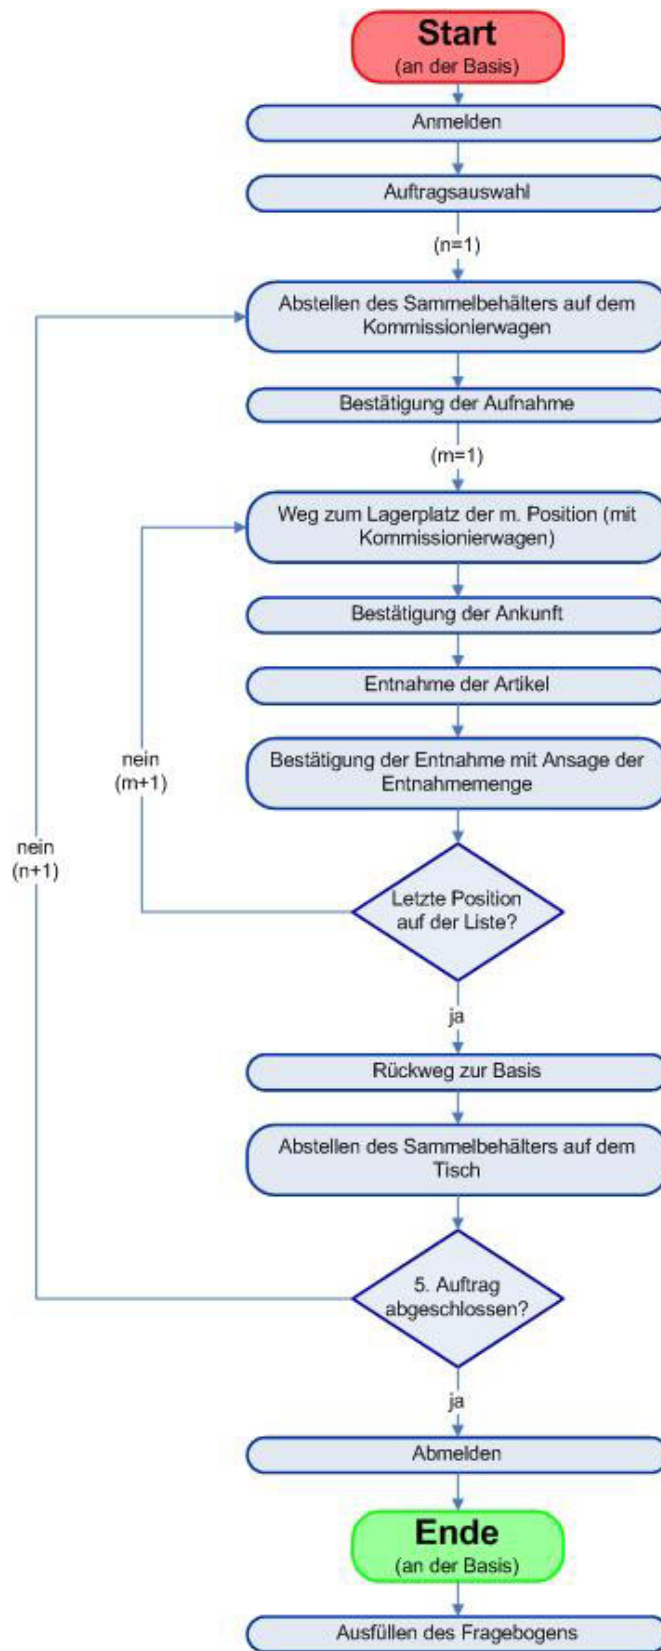 Start
(an der Basis)
Anmelden
Auftragsauswahl
(n=1)
Abstellen des Sammelbehälters auf dem
Kommissionierwagen
Bestätigung der Aufnahme
(m=1)
Weg zum Lagerplatz der m. Position (mit
Kommissionierwagen)
Bestätigung der Ankunft
Entnahme der Artikel
Bestätigung der Entnahme mit Ansage der
Entnahmemenge
nein
(m+1)
nein
(n+1)
Letzte Position
auf der Liste?
ja
Rückweg zur Basis
Abstellen des Sammelbehälters auf dem
Tisch
5. Auftrag
abgeschlossen?
ja
Abmelden
Ende
(an der Basis)
Ausfüllen des Fragebogens